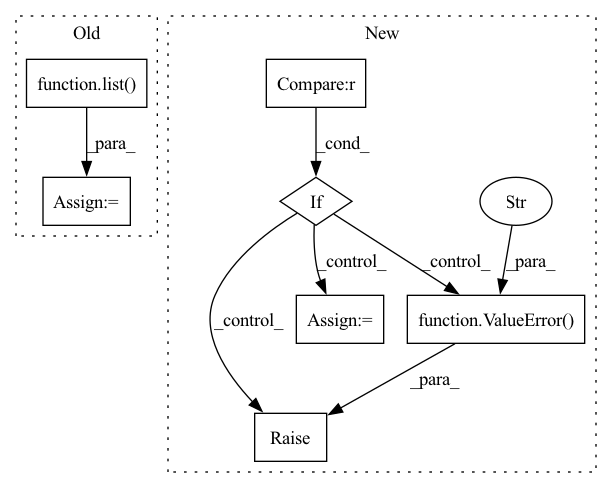 Old
New
function.list()
Compare:r
_para_
_cond_
Assign:=
If
Str
_control_
_control_
_control_
_para_
Assign:=
function.ValueError()
_para_
Raise